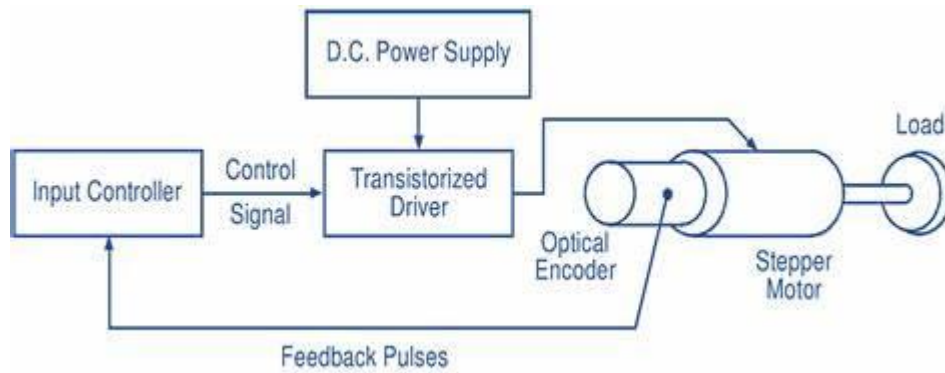 D.C. Power Supply
Load
Input Controller
Control
Signal
Transistorized
Driver
Optical
Encoder
Stepper
Motor
Feedback Pulses